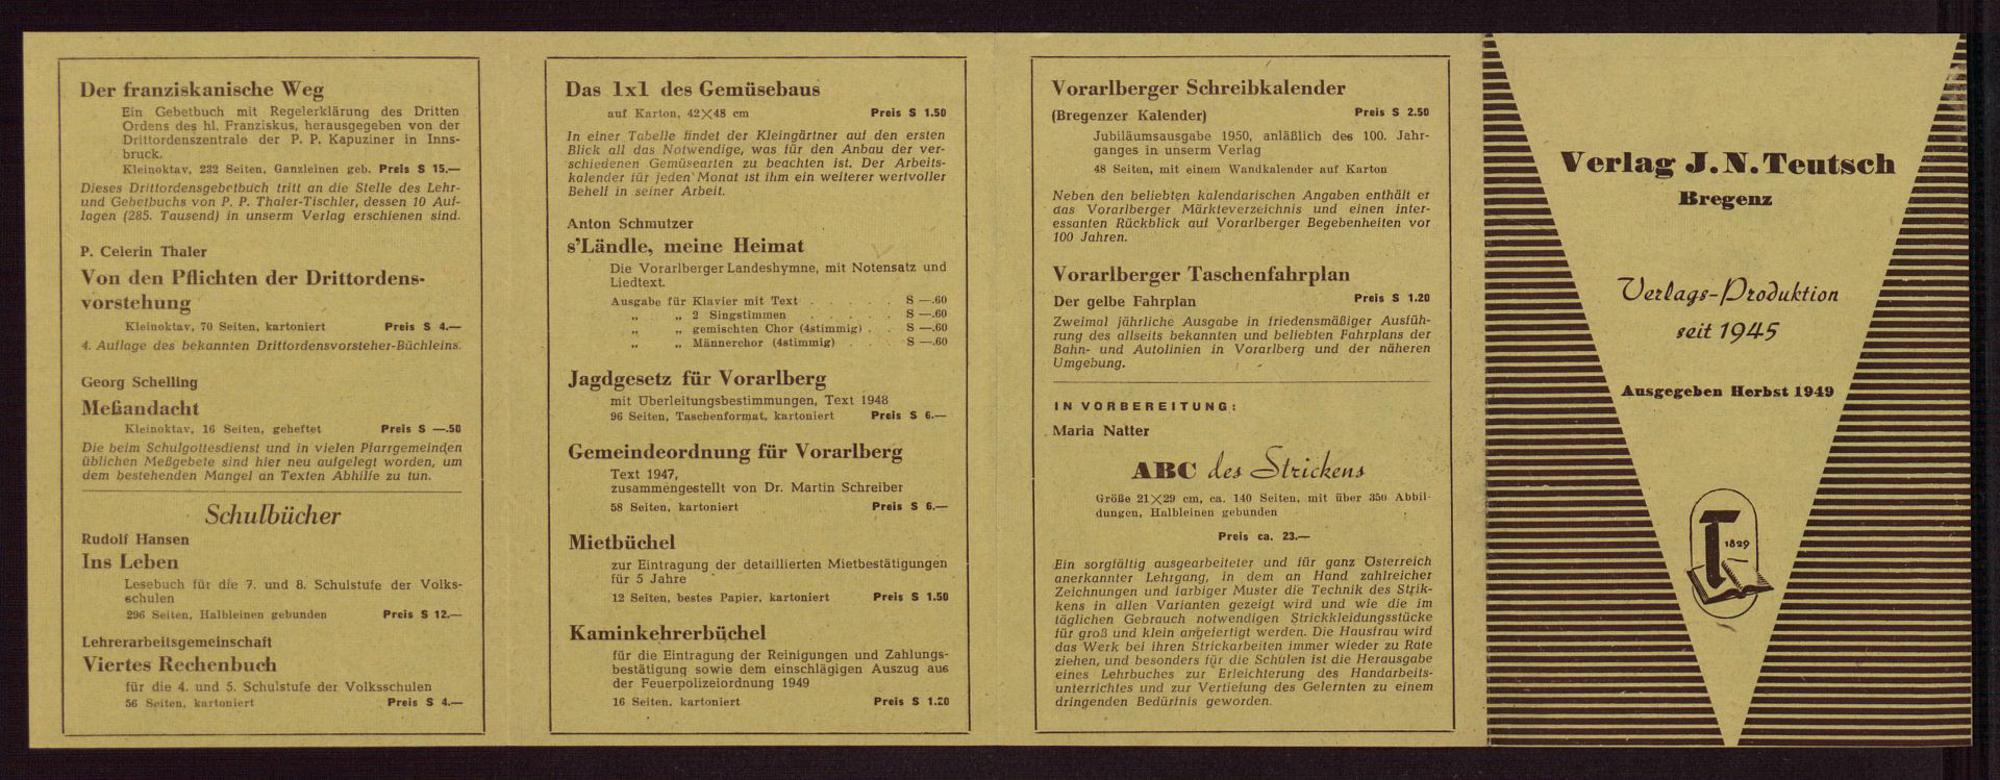 Der franziskanische Weg
Ein Gebetbuch mit Regelerklärung des Dritten
Ordens des hl. Franziskus, herausgegeben von der
Drittordenszentrale der P. P. Kapuziner in Inns-
bruck.
Kleinoktav, 232 Seiten, Ganzleinen geb. Preis S 15.—
Dieses Drittordensgebetbuch tritt an die Stelle des Lehr-
und Gebetbuchs von P. P. Thaler-Tischler, dessen 10 Auf-
lagen (285. Tausend) in unserm Verlag erschienen sind.
P. Celerin Thaler
Von den Pflichten der Drittordens-
vorstehung
Kleinoktav, 70 Seiten, kartoniert Preis S 4.—
4. Auflage des bekannten Drittordensvorsteher-Büchleins.
Georg Schelling
Meßandacht
Kleinoktav, 16 Seiten, geheftet Preis S —.50
Die beim Schulgottesdienst und in vielen Pfarrgemeinden
üblichen Meßgebete sind hier neu aufgelegt worden, um
dem bestehenden Mangel an Texten Abhilfe zu tun.
Schulbücher
Rudolf Hansen
Ins Leben
Lesebuch für die 7. und 8. Schulstufe der Volks-
schulen
296 Seiten, Halbleinen gebunden Preis S 12.—
Lehrerarbeitsgemeinschaft
Viertes Rechenbuch
für die 4. und 5. Schulstufe der Volksschulen
56 Seiten, kartoniert Preis S 4.—
Das 1x1 des Gemüsebaus
auf Karton, 42×48 cm Preis S 1.50
In einer Tabelle findet der Kleingärtner auf den ersten
Blick all das Notwendige, was für den Anbau der ver-
schiedenen Gemüsearten zu beachten ist. Der Arbeits-
kalender für jeden Monat ist ihm ein weiterer wertvoller
Behelf in seiner Arbeit.
Anton Schmutzer
s'Ländle, meine Heimat
Die Vorarlberger Landeshymne, mit Notensatz und
Liedtext.
Ausgabe für Klavier mit Text . . . . . S —.60
„ „ 2 Singstimmen . . . . . S —.60
„ „ gemischten Chor (4stimmig) . . S —.60
„ „ Männerchor (4stimmig) . . . S —.60
Jagdgesetz für Vorarlberg
mit Überleitungsbestimmungen, Text 1948
96 Seiten, Taschenformat, kartoniert Preis S 6.—
Gemeindeordnung für Vorarlberg
Text 1947,
zusammengestellt von Dr. Martin Schreiber
58 Seiten, kartoniert Preis S 6.—
Mietbüchel
zur Eintragung der detaillierten Mietbestätigungen
für 5 Jahre
12 Seiten, bestes Papier, kartoniert Preis S 1.50
Kaminkehrerbüchel
für die Eintragung der Reinigungen und Zahlungs-
bestätigung sowie dem einschlägigen Auszug aus
der Feuerpolizeiordnung 1949
16 Seiten, kartoniert Preis S 1.20
Vorarlberger Schreibkalender
(Bregenzer Kalender) Preis S 2.50
Jubiläumsausgabe 1950, anläßlich des 100. Jahr-
ganges in unserm Verlag
48 Seiten, mit einem Wandkalender auf Karton
Neben den beliebten kalendarischen Angaben enthält er
das Vorarlberger Märkteverzeichnis und einen inter-
essanten Rückblick auf Vorarlberger Begebenheiten vor
100 Jahren.
Vorarlberger Taschenfahrplan
Der gelbe Fahrplan Preis S 1.20
Zweimal jährliche Ausgabe in friedensmäßiger Ausfüh-
rung des allseits bekannten und beliebten Fahrplans der
Bahn- und Autolinien in Vorarlberg und der näheren
Umgebung.
IN VORBEREITUNG:
Maria Natter
ABC des Strickens
Größe 21×29 cm, ca. 140 Seiten, mit über 350 Abbil-
dungen, Halbleinen gebunden
Preis ca. 23.—
Ein sorgfältig ausgearbeiteter und für ganz Österreich
anerkannter Lehrgang, in dem an Hand zahlreicher
Zeichnungen und farbiger Muster die Technik des Strik-
kens in allen Varianten gezeigt wird und wie die im
täglichen Gebrauch notwendigen Strickkleidungsstücke
für groß und klein angefertigt werden. Die Hausfrau wird
das Werk bei ihren Strickarbeiten immer wieder zu Rate
ziehen, und besonders für die Schulen ist die Herausgabe
eines Lehrbuches zur Erleichterung des Handarbeits-
unterrichtes und zur Vertiefung des Gelernten zu einem
dringenden Bedürfnis geworden.
Verlag J. N. Teutsch
Bregenz
Verlags-Produktion
seit 1945
Ausgegeben Herbst 1949
T
1829